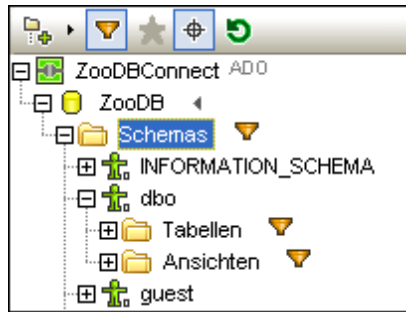 ZooDBConnect ADO
ZooDB
Schemas
INFORMATION_SCHEMA
dbo
Tabellen
Ansichten
guest